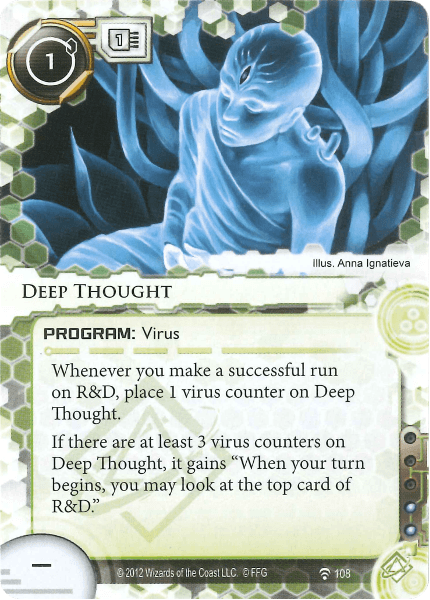 1
1
Illus. Anna Ignatieva
DEEP THOUGHT
PROGRAM: Virus
Whenever you make a successful run
on R&D, place 1 virus counter on Deep
Thought.
If there are at least 3 virus counters on
Deep Thought, it gains “When your turn
begins, you may look at the top card of
R&D.”
–
© 2012 Wizards of the Coast LLC. © FFG
108